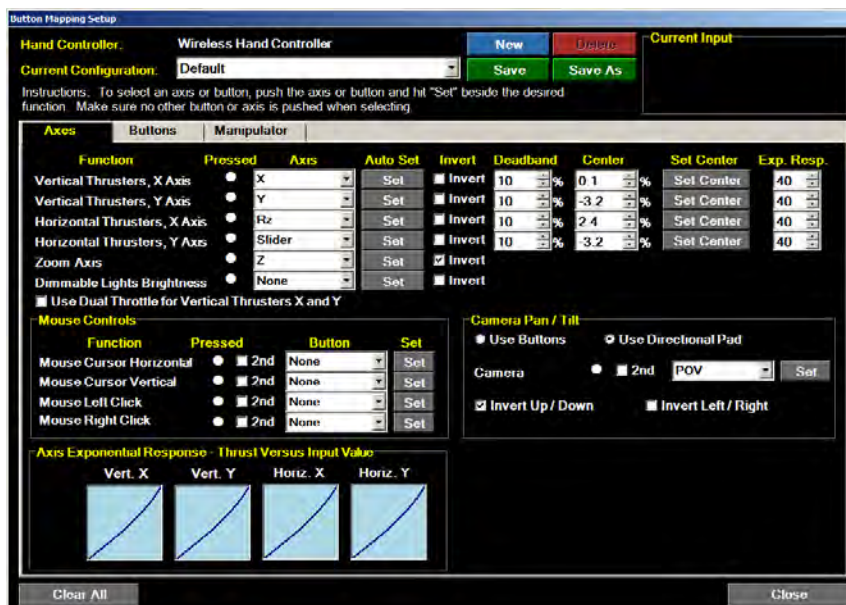 Button Mapping Setup
Hand Controller: Wireless Hand Controller New Delete Current Input
Current Configuration: Default Save Save As
Instructions: To select an axis or button, push the axis or button and hit "Set" beside the desired
function. Make sure no other button or axis is pushed when selecting.
Axes Buttons Manipulator
Function Pressed Axis Auto Set Invert Deadband Center Set Center Exp. Resp.
Vertical Thrusters, X Axis X Set Invert 10 % 0.1 % Set Center 40
Vertical Thrusters, Y Axis Y Set Invert 10 % -3.2 % Set Center 40
Horizontal Thrusters, X Axis Rz Set Invert 10 % 2.4 % Set Center 40
Horizontal Thrusters, Y Axis Slider Set Invert 10 % -3.2 % Set Center 40
Zoom Axis Z Set Invert
Dimmable Lights Brightness None Set Invert
Use Dual Throttle for Vertical Thrusters X and Y
Mouse Controls
Function Pressed Button Set
Mouse Cursor Horizontal 2nd None Set
Mouse Cursor Vertical 2nd None Set
Mouse Left Click 2nd None Set
Mouse Right Click 2nd None Set
Camera Pan / Tilt
Use Buttons Use Directional Pad
Camera 2nd POV Set
Invert Up / Down Invert Left / Right
Axis Exponential Response - Thrust Versus Input Value
Vert. X Vert. Y Horiz. X Horiz. Y
Clear All Close